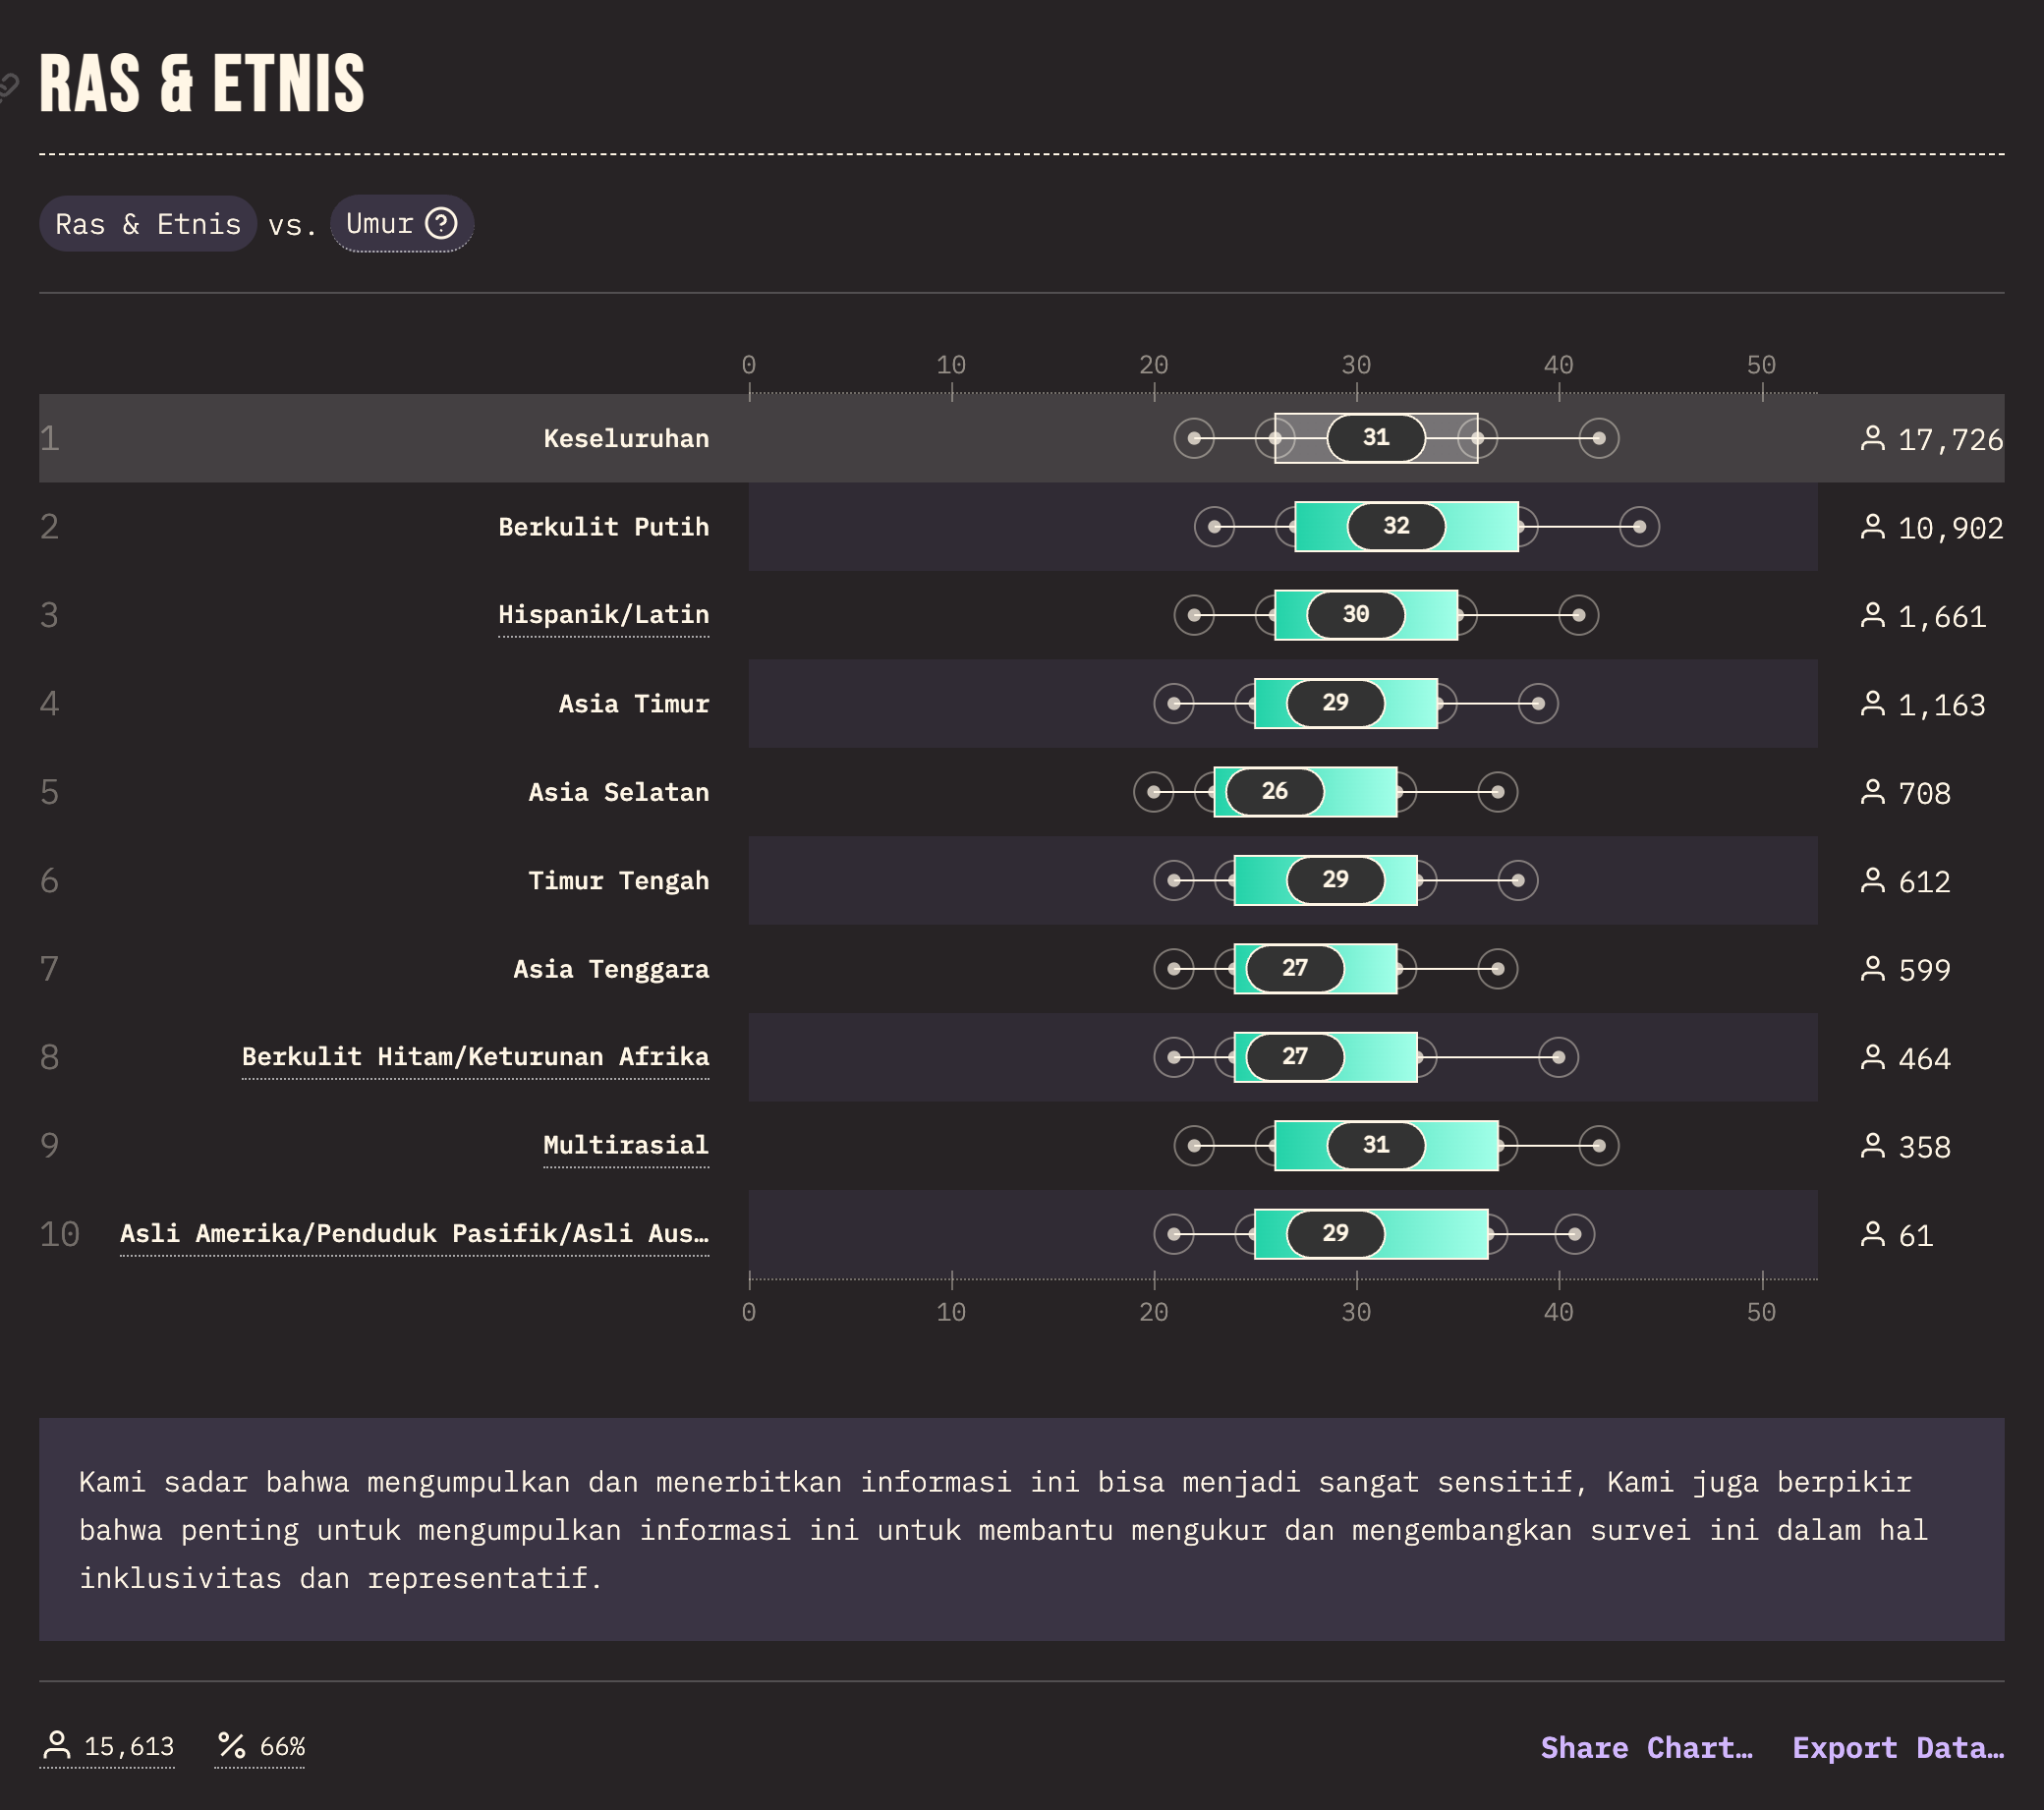 RAS & ETNIS
Ras & Etnis vs. Umur
0 10 20 30 40 50
1 Keseluruhan 31 17,726
2 Berkulit Putih 32 10,902
3 Hispanik/Latin 30 1,661
4 Asia Timur 29 1,163
5 Asia Selatan 26 708
6 Timur Tengah 29 612
7 Asia Tenggara 27 599
8 Berkulit Hitam/Keturunan Afrika 27 464
9 Multirasial 31 358
10 Asli Amerika/Penduduk Pasifik/Asli Aus… 29 61
0 10 20 30 40 50
Kami sadar bahwa mengumpulkan dan menerbitkan informasi ini bisa menjadi sangat sensitif, Kami juga berpikir
bahwa penting untuk mengumpulkan informasi ini untuk membantu mengukur dan mengembangkan survei ini dalam hal
inklusivitas dan representatif.
15,613 % 66% Share Chart… Export Data…